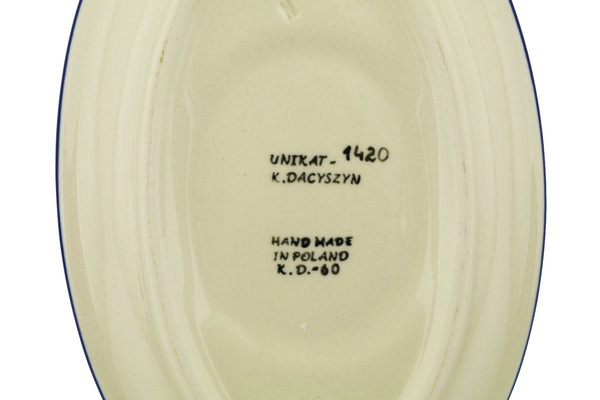 UNIKAT - 1420
K.DACYSZYN
HAND MADE
IN POLAND
K.D.-60